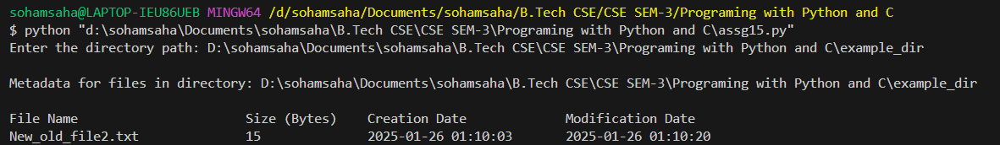 sohamsaha@LAPTOP-IEU86UEB MINGW64 /d/sohamsaha/Documents/sohamsaha/B.Tech CSE/CSE SEM-3/Programing with Python and C
$ python "d:\sohamsaha\Documents\sohamsaha\B.Tech CSE\CSE SEM-3\Programing with Python and C\assg15.py"
Enter the directory path: D:\sohamsaha\Documents\sohamsaha\B.Tech CSE\CSE SEM-3\Programing with Python and C\example_dir
Metadata for files in directory: D:\sohamsaha\Documents\sohamsaha\B.Tech CSE\CSE SEM-3\Programing with Python and C\example_dir
File Name Size (Bytes) Creation Date Modification Date
New_old_file2.txt 15 2025-01-26 01:10:03 2025-01-26 01:10:20